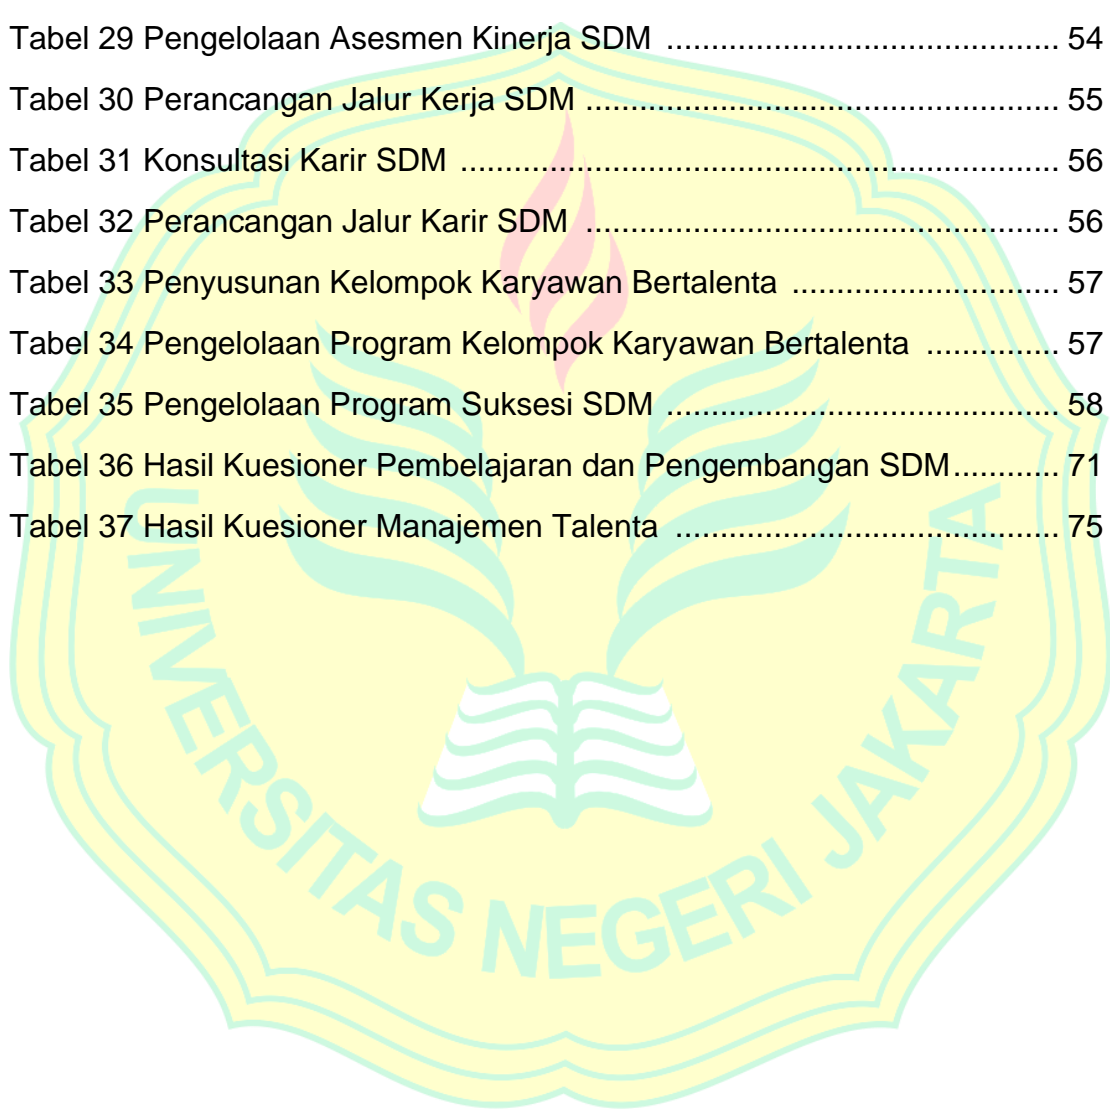 Tabel 29 Pengelolaan Asesmen Kinerja SDM ............................................ 54
Tabel 30 Perancangan Jalur Kerja SDM ..................................................... 55
Tabel 31 Konsultasi Karir SDM ................................................................... 56
Tabel 32 Perancangan Jalur Karir SDM ..................................................... 56
Tabel 33 Penyusunan Kelompok Karyawan Bertalenta .............................. 57
Tabel 34 Pengelolaan Program Kelompok Karyawan Bertalenta ............... 57
Tabel 35 Pengelolaan Program Suksesi SDM ............................................ 58
Tabel 36 Hasil Kuesioner Pembelajaran dan Pengembangan SDM............ 71
Tabel 37 Hasil Kuesioner Manajemen Talenta ........................................... 75
UNIVERSITAS NEGERI JAKARTA